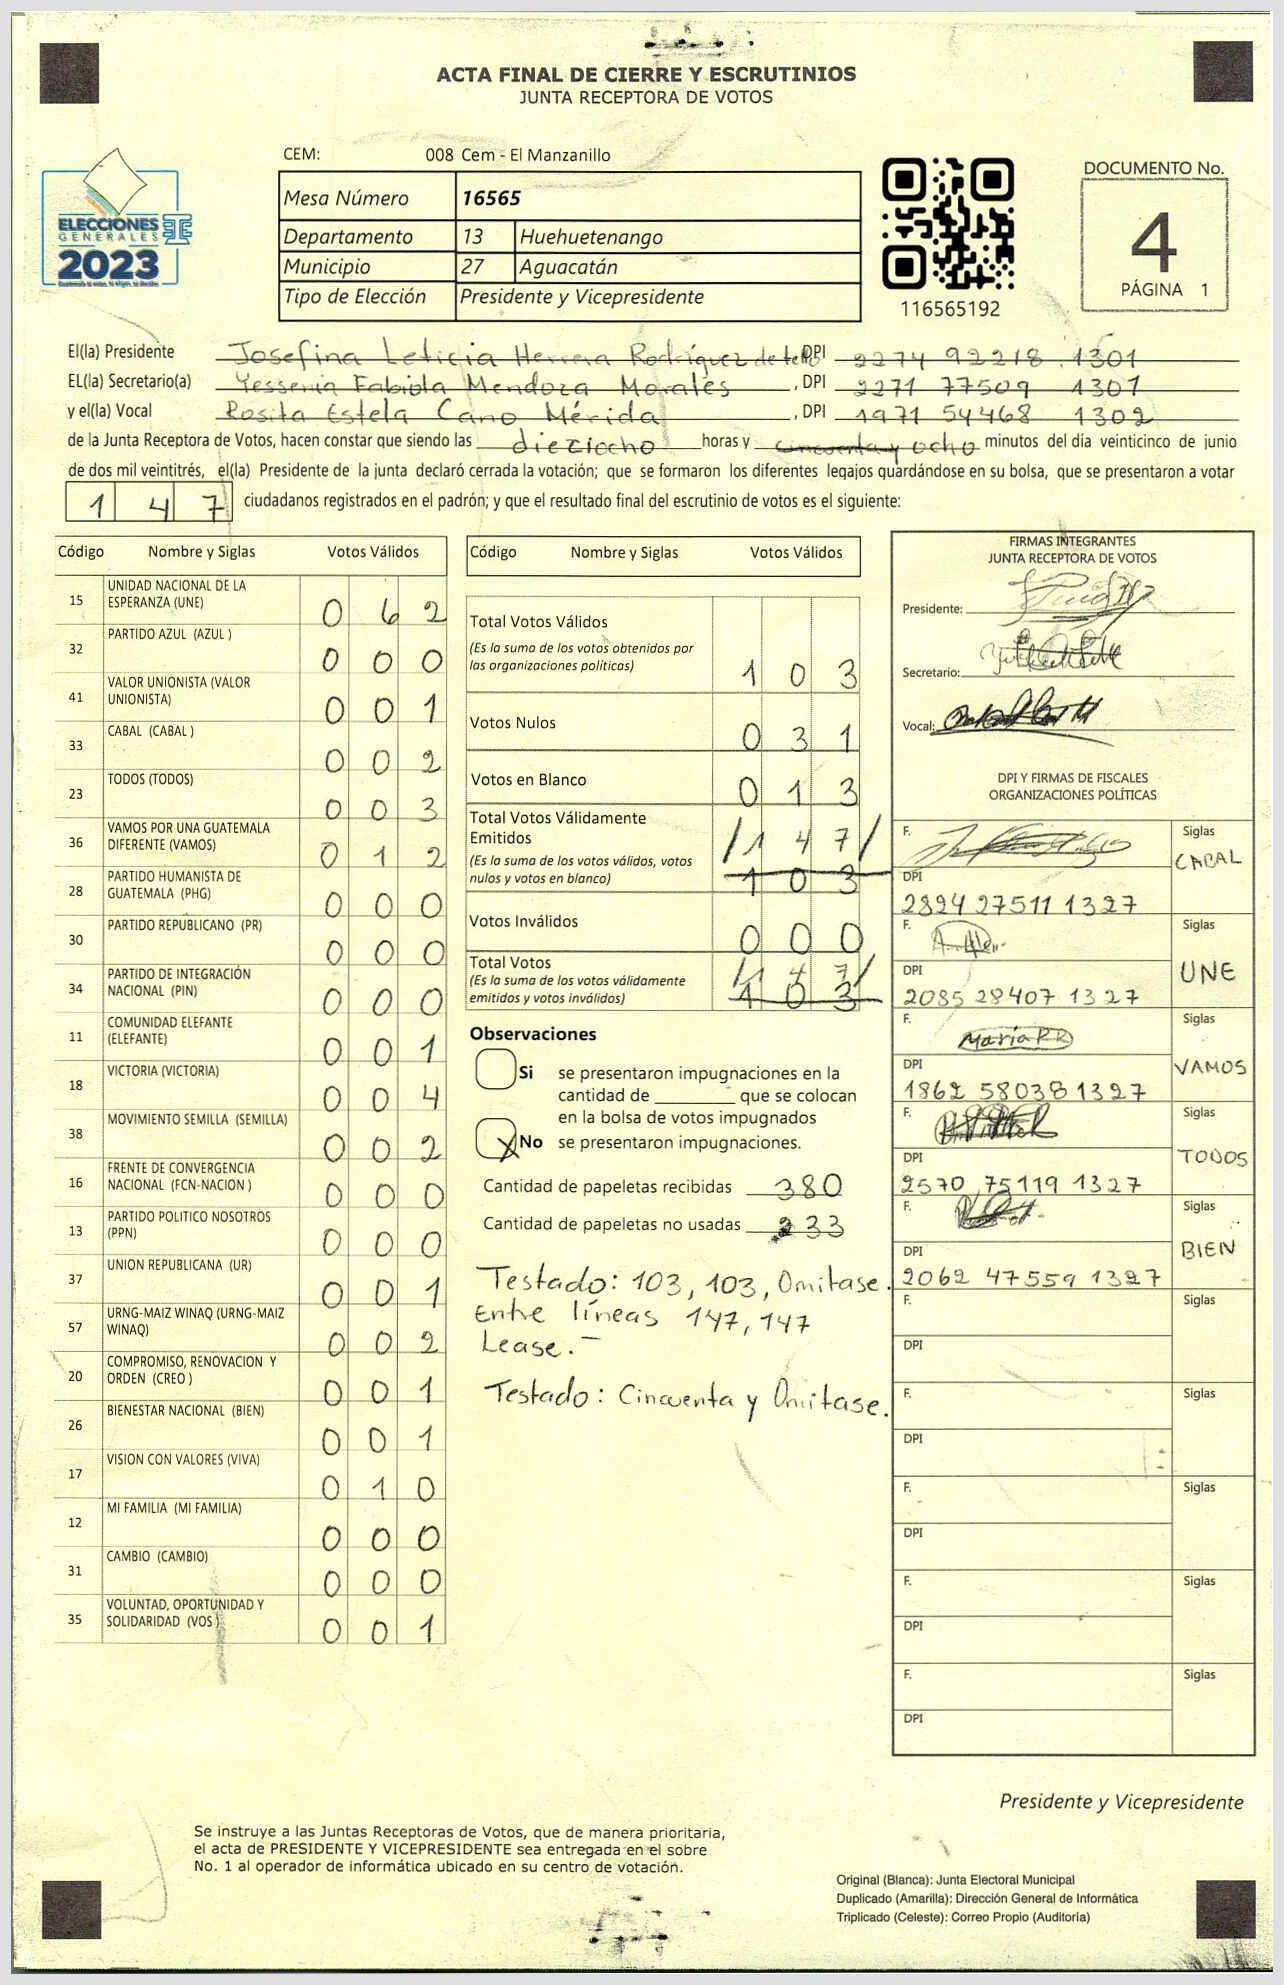 ACTA FINAL DE CIERRE Y ESCRUTINIOS
JUNTA RECEPTORA DE VOTOS
CEM: 008 Cem - El Manzanillo
ELECCIONES
GENERALES
2023
Mesa Número 16565
Departamento 13 Huehuetenango
Municipio 27 Aguacatán
Tipo de Elección Presidente y Vicepresidente
116565192
DOCUMENTO No.
4
PÁGINA 1
El(la) Presidente Josefina Leticia Herrera Rodríguez de tello DPI 2274 92218 1301
EL(la) Secretario(a) Yessenia Fabiola Mendoza Morales, DPI 2271 77509 1301
y el(la) Vocal Rosita Estela Cano Mérida, DPI 1971 54468 1302
de la Junta Receptora de Votos, hacen constar que siendo las dieciocho horas y cincuenta y ocho minutos del día veinticinco de junio
de dos mil veintitrés, el(la) Presidente de la junta declaró cerrada la votación; que se formaron los diferentes legajos guardándose en su bolsa, que se presentaron a votar
1 4 7 ciudadanos registrados en el padrón; y que el resultado final del escrutinio de votos es el siguiente:
Código Nombre y Siglas Votos Válidos
15 UNIDAD NACIONAL DE LA
ESPERANZA (UNE) 0 6 2
32 PARTIDO AZUL (AZUL ) 0 0 0
41 VALOR UNIONISTA (VALOR
UNIONISTA) 0 0 1
33 CABAL (CABAL ) 0 0 2
23 TODOS (TODOS) 0 0 3
36 VAMOS POR UNA GUATEMALA
DIFERENTE (VAMOS) 0 1 2
28 PARTIDO HUMANISTA DE
GUATEMALA (PHG) 0 0 0
30 PARTIDO REPUBLICANO (PR) 0 0 0
34 PARTIDO DE INTEGRACIÓN
NACIONAL (PIN) 0 0 0
11 COMUNIDAD ELEFANTE
(ELEFANTE) 0 0 1
18 VICTORIA (VICTORIA) 0 0 4
38 MOVIMIENTO SEMILLA (SEMILLA) 0 0 2
16 FRENTE DE CONVERGENCIA
NACIONAL (FCN-NACION ) 0 0 0
13 PARTIDO POLITICO NOSOTROS
(PPN) 0 0 0
37 UNION REPUBLICANA (UR) 0 0 1
57 URNG-MAIZ WINAQ (URNG-MAIZ
WINAQ) 0 0 2
20 COMPROMISO, RENOVACION Y
ORDEN (CREO ) 0 0 1
26 BIENESTAR NACIONAL (BIEN) 0 0 1
17 VISION CON VALORES (VIVA) 0 1 0
12 MI FAMILIA (MI FAMILIA) 0 0 0
31 CAMBIO (CAMBIO) 0 0 0
35 VOLUNTAD, OPORTUNIDAD Y
SOLIDARIDAD (VOS ) 0 0 1
Código Nombre y Siglas Votos Válidos
Total Votos Válidos
(Es la suma de los votos obtenidos por
las organizaciones políticas) 1 0 3
Votos Nulos 0 3 1
Votos en Blanco 0 1 3
Total Votos Válidamente
Emitidos /1 4 7/
(Es la suma de los votos válidos, votos
nulos y votos en blanco) 1 0 3
Votos Inválidos 0 0 0
Total Votos /1 4 7/
(Es la suma de los votos válidamente
emitidos y votos inválidos) 1 0 3
Observaciones
Si se presentaron impugnaciones en la
cantidad de ________ que se colocan
en la bolsa de votos impugnados
X No se presentaron impugnaciones.
Cantidad de papeletas recibidas 380
Cantidad de papeletas no usadas 233
Testado: 103, 103, Omitase.
Entre líneas 147, 147
Lease.-
Testado: Cincuenta y Omitase.
FIRMAS INTEGRANTES
JUNTA RECEPTORA DE VOTOS
Presidente:
Secretario:
Vocal:
DPI Y FIRMAS DE FISCALES
ORGANIZACIONES POLÍTICAS
F. Siglas
CABAL
DPI
2824 27511 1327
F. Siglas
UNE
DPI
2085 28407 1327
F. María RR Siglas
VAMOS
DPI
1862 58038 1327
F. Siglas
TODOS
DPI
2570 75119 1327
F. Siglas
BIEN
DPI
2062 47559 1327
F. Siglas
DPI
F. Siglas
DPI
F. Siglas
DPI
F. Siglas
DPI
F. Siglas
DPI
Presidente y Vicepresidente
Se instruye a las Juntas Receptoras de Votos, que de manera prioritaria,
el acta de PRESIDENTE Y VICEPRESIDENTE sea entregada en el sobre
No. 1 al operador de informática ubicado en su centro de votación.
Original (Blanca): Junta Electoral Municipal
Duplicado (Amarilla): Dirección General de Informática
Triplicado (Celeste): Correo Propio (Auditoría)